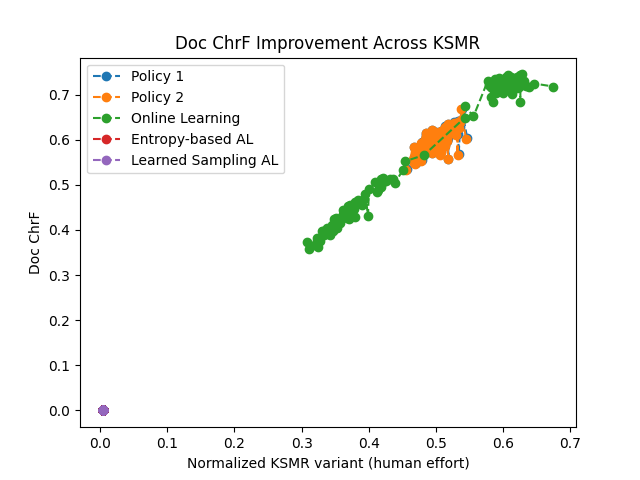 Doc ChrF Improvement Across KSMR
Policy 1
Policy 2
Online Learning
Entropy-based AL
Learned Sampling AL
Doc ChrF
0.7
0.6
0.5
0.4
0.3
0.2
0.1
0.0
0.0 0.1 0.2 0.3 0.4 0.5 0.6 0.7
Normalized KSMR variant (human effort)